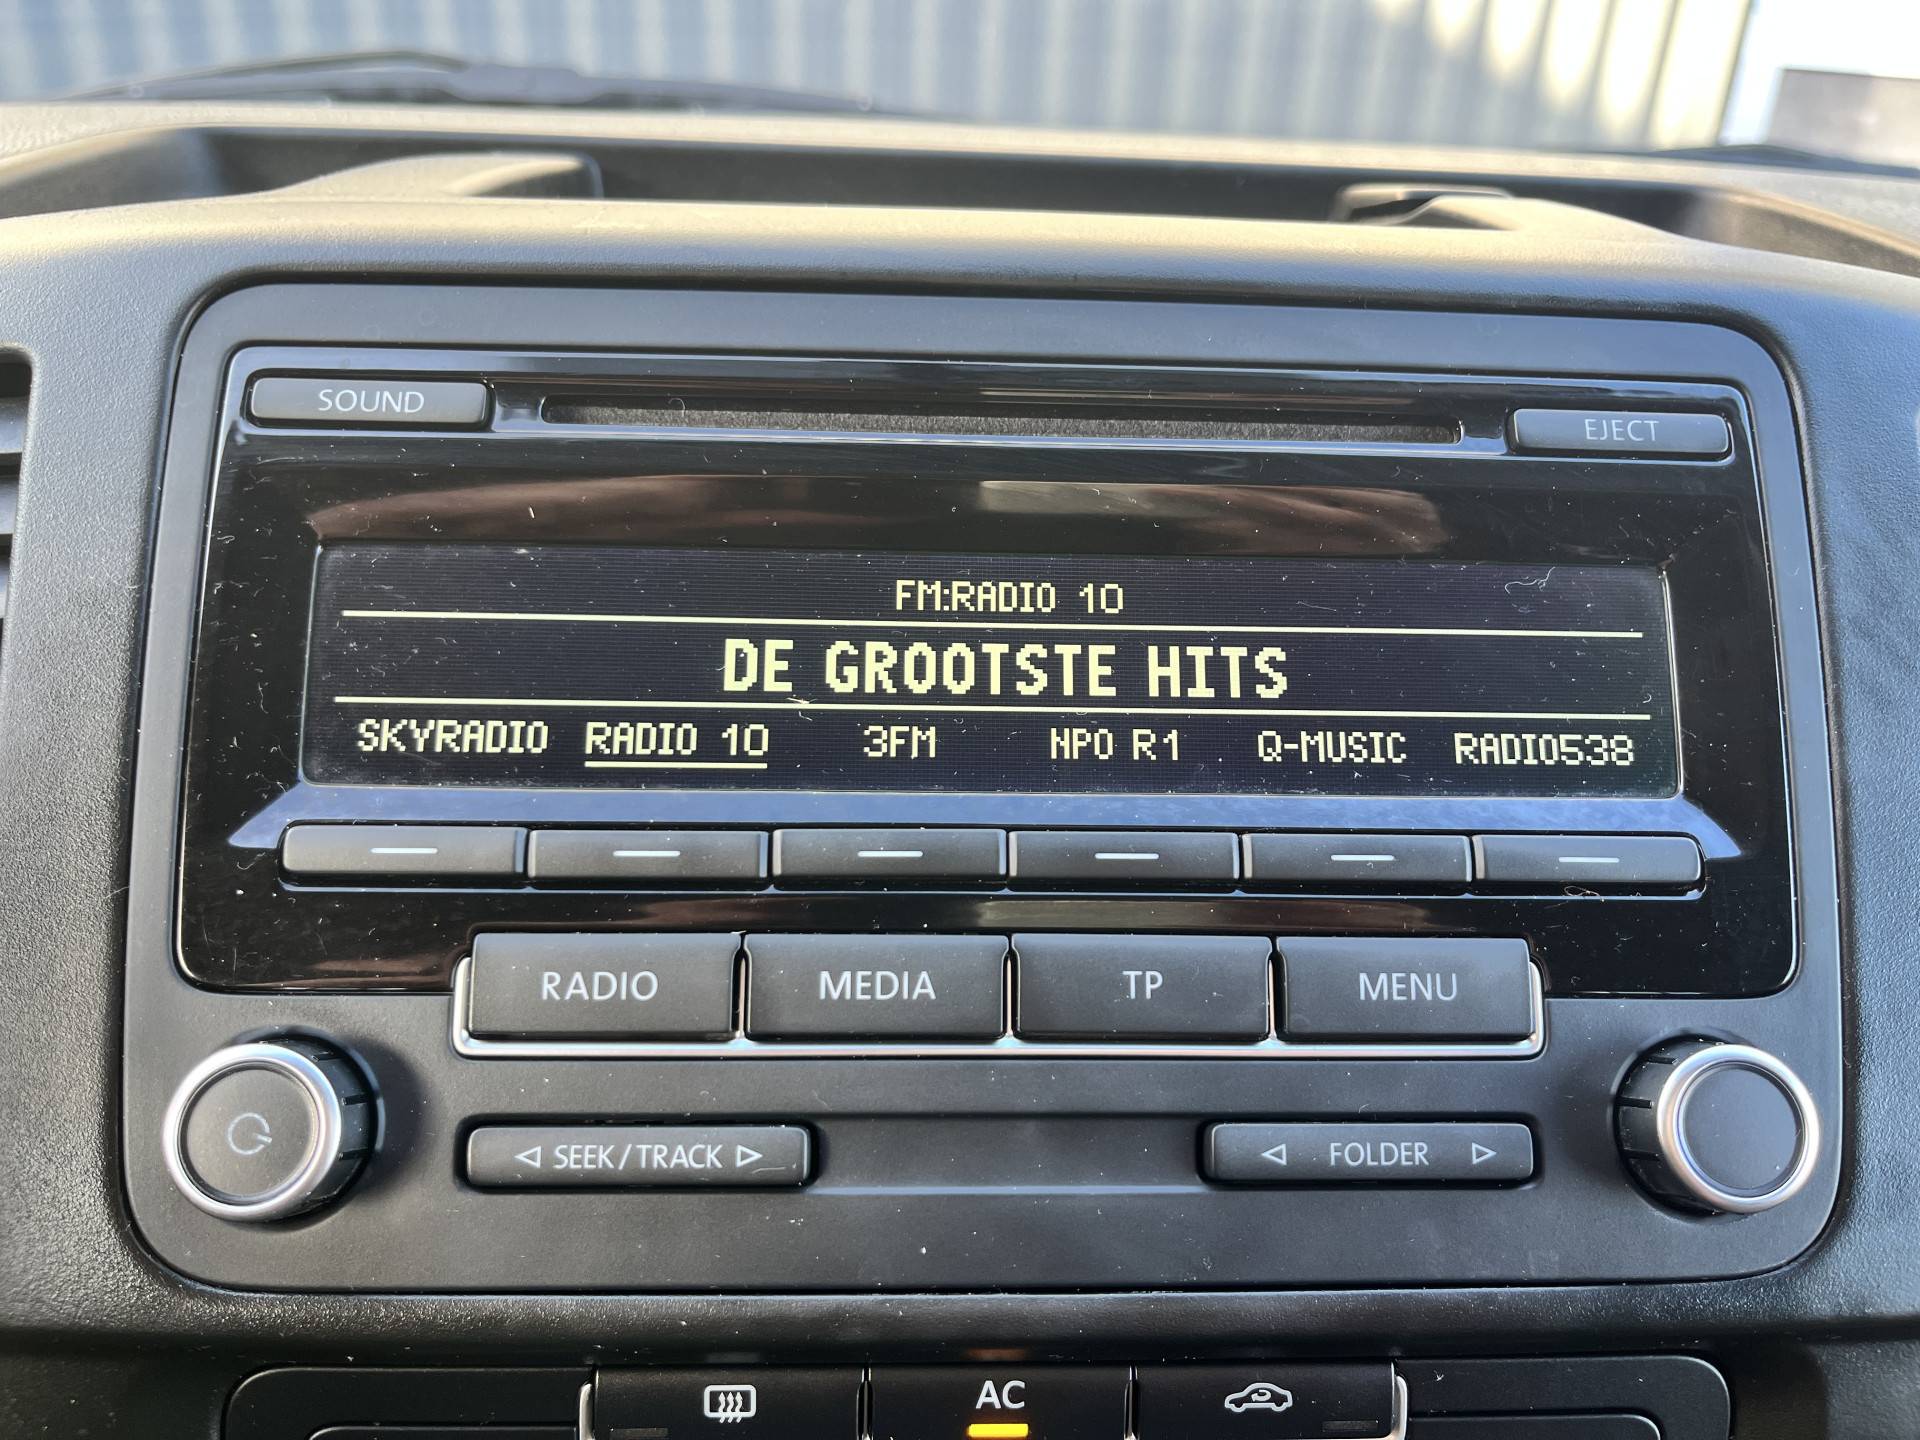 SOUND
EJECT
FM:RADIO 10
DE GROOTSTE HITS
SKYRADIO RADIO 10 3FM NPO R1 Q-MUSIC RADIO538
RADIO MEDIA TP MENU
SEEK/TRACK FOLDER
AC